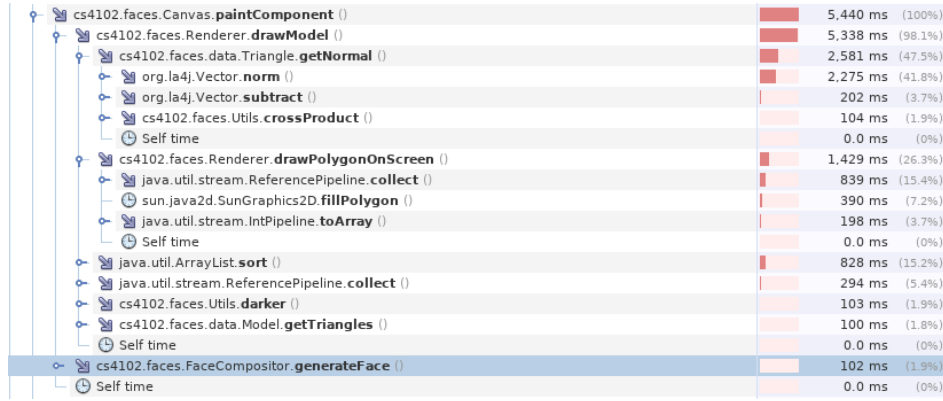 cs4102.faces.Canvas.paintComponent () 5,440 ms (100%)
cs4102.faces.Renderer.drawModel () 5,338 ms (98.1%)
cs4102.faces.data.Triangle.getNormal () 2,581 ms (47.5%)
org.la4j.Vector.norm () 2,275 ms (41.8%)
org.la4j.Vector.subtract () 202 ms (3.7%)
cs4102.faces.Utils.crossProduct () 104 ms (1.9%)
Self time 0.0 ms (0%)
cs4102.faces.Renderer.drawPolygonOnScreen () 1,429 ms (26.3%)
java.util.stream.ReferencePipeline.collect () 839 ms (15.4%)
sun.java2d.SunGraphics2D.fillPolygon () 390 ms (7.2%)
java.util.stream.IntPipeline.toArray () 198 ms (3.7%)
Self time 0.0 ms (0%)
java.util.ArrayList.sort () 828 ms (15.2%)
java.util.stream.ReferencePipeline.collect () 294 ms (5.4%)
cs4102.faces.Utils.darker () 103 ms (1.9%)
cs4102.faces.data.Model.getTriangles () 100 ms (1.8%)
Self time 0.0 ms (0%)
cs4102.faces.FaceCompositor.generateFace () 102 ms (1.9%)
Self time 0.0 ms (0%)